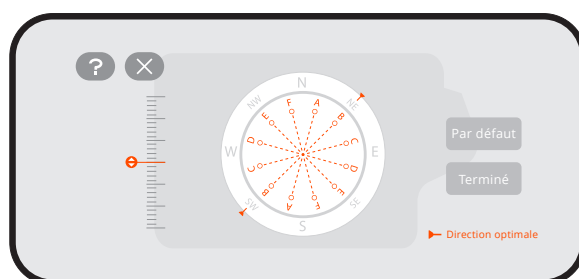 ?
N
NW
NE
F
A
E
B
D
C
W
E
C
D
B
E
A
F
SW
SE
S
Par défaut
Terminé
Direction optimale